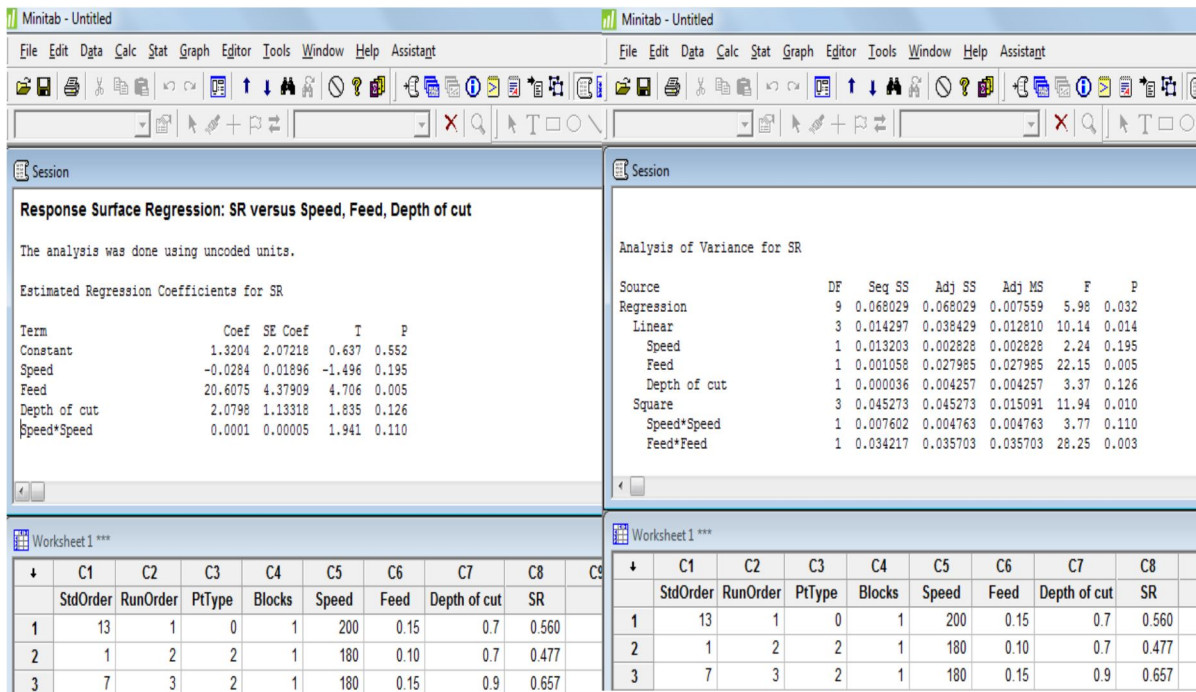 Minitab - Untitled
File Edit Data Calc Stat Graph Editor Tools Window Help Assistant
Session
Response Surface Regression: SR versus Speed, Feed, Depth of cut
The analysis was done using uncoded units.
Estimated Regression Coefficients for SR
Term Coef SE Coef T P
Constant 1.3204 2.07218 0.637 0.552
Speed -0.0284 0.01896 -1.496 0.195
Feed 20.6075 4.37909 4.706 0.005
Depth of cut 2.0798 1.13318 1.835 0.126
Speed*Speed 0.0001 0.00005 1.941 0.110
Worksheet 1 ***
C1 C2 C3 C4 C5 C6 C7 C8 C9
StdOrder RunOrder PtType Blocks Speed Feed Depth of cut SR
1 13 1 0 1 200 0.15 0.7 0.560
2 1 2 2 1 180 0.10 0.7 0.477
3 7 3 2 1 180 0.15 0.9 0.657
Minitab - Untitled
File Edit Data Calc Stat Graph Editor Tools Window Help Assistant
Session
Analysis of Variance for SR
Source DF Seq SS Adj SS Adj MS F P
Regression 9 0.068029 0.068029 0.007559 5.98 0.032
Linear 3 0.014297 0.038429 0.012810 10.14 0.014
Speed 1 0.013203 0.002828 0.002828 2.24 0.195
Feed 1 0.001058 0.027985 0.027985 22.15 0.005
Depth of cut 1 0.000036 0.004257 0.004257 3.37 0.126
Square 3 0.045273 0.045273 0.015091 11.94 0.010
Speed*Speed 1 0.007602 0.004763 0.004763 3.77 0.110
Feed*Feed 1 0.034217 0.035703 0.035703 28.25 0.003
Worksheet 1 ***
C1 C2 C3 C4 C5 C6 C7 C8
StdOrder RunOrder PtType Blocks Speed Feed Depth of cut SR
1 13 1 0 1 200 0.15 0.7 0.560
2 1 2 2 1 180 0.10 0.7 0.477
3 7 3 2 1 180 0.15 0.9 0.657